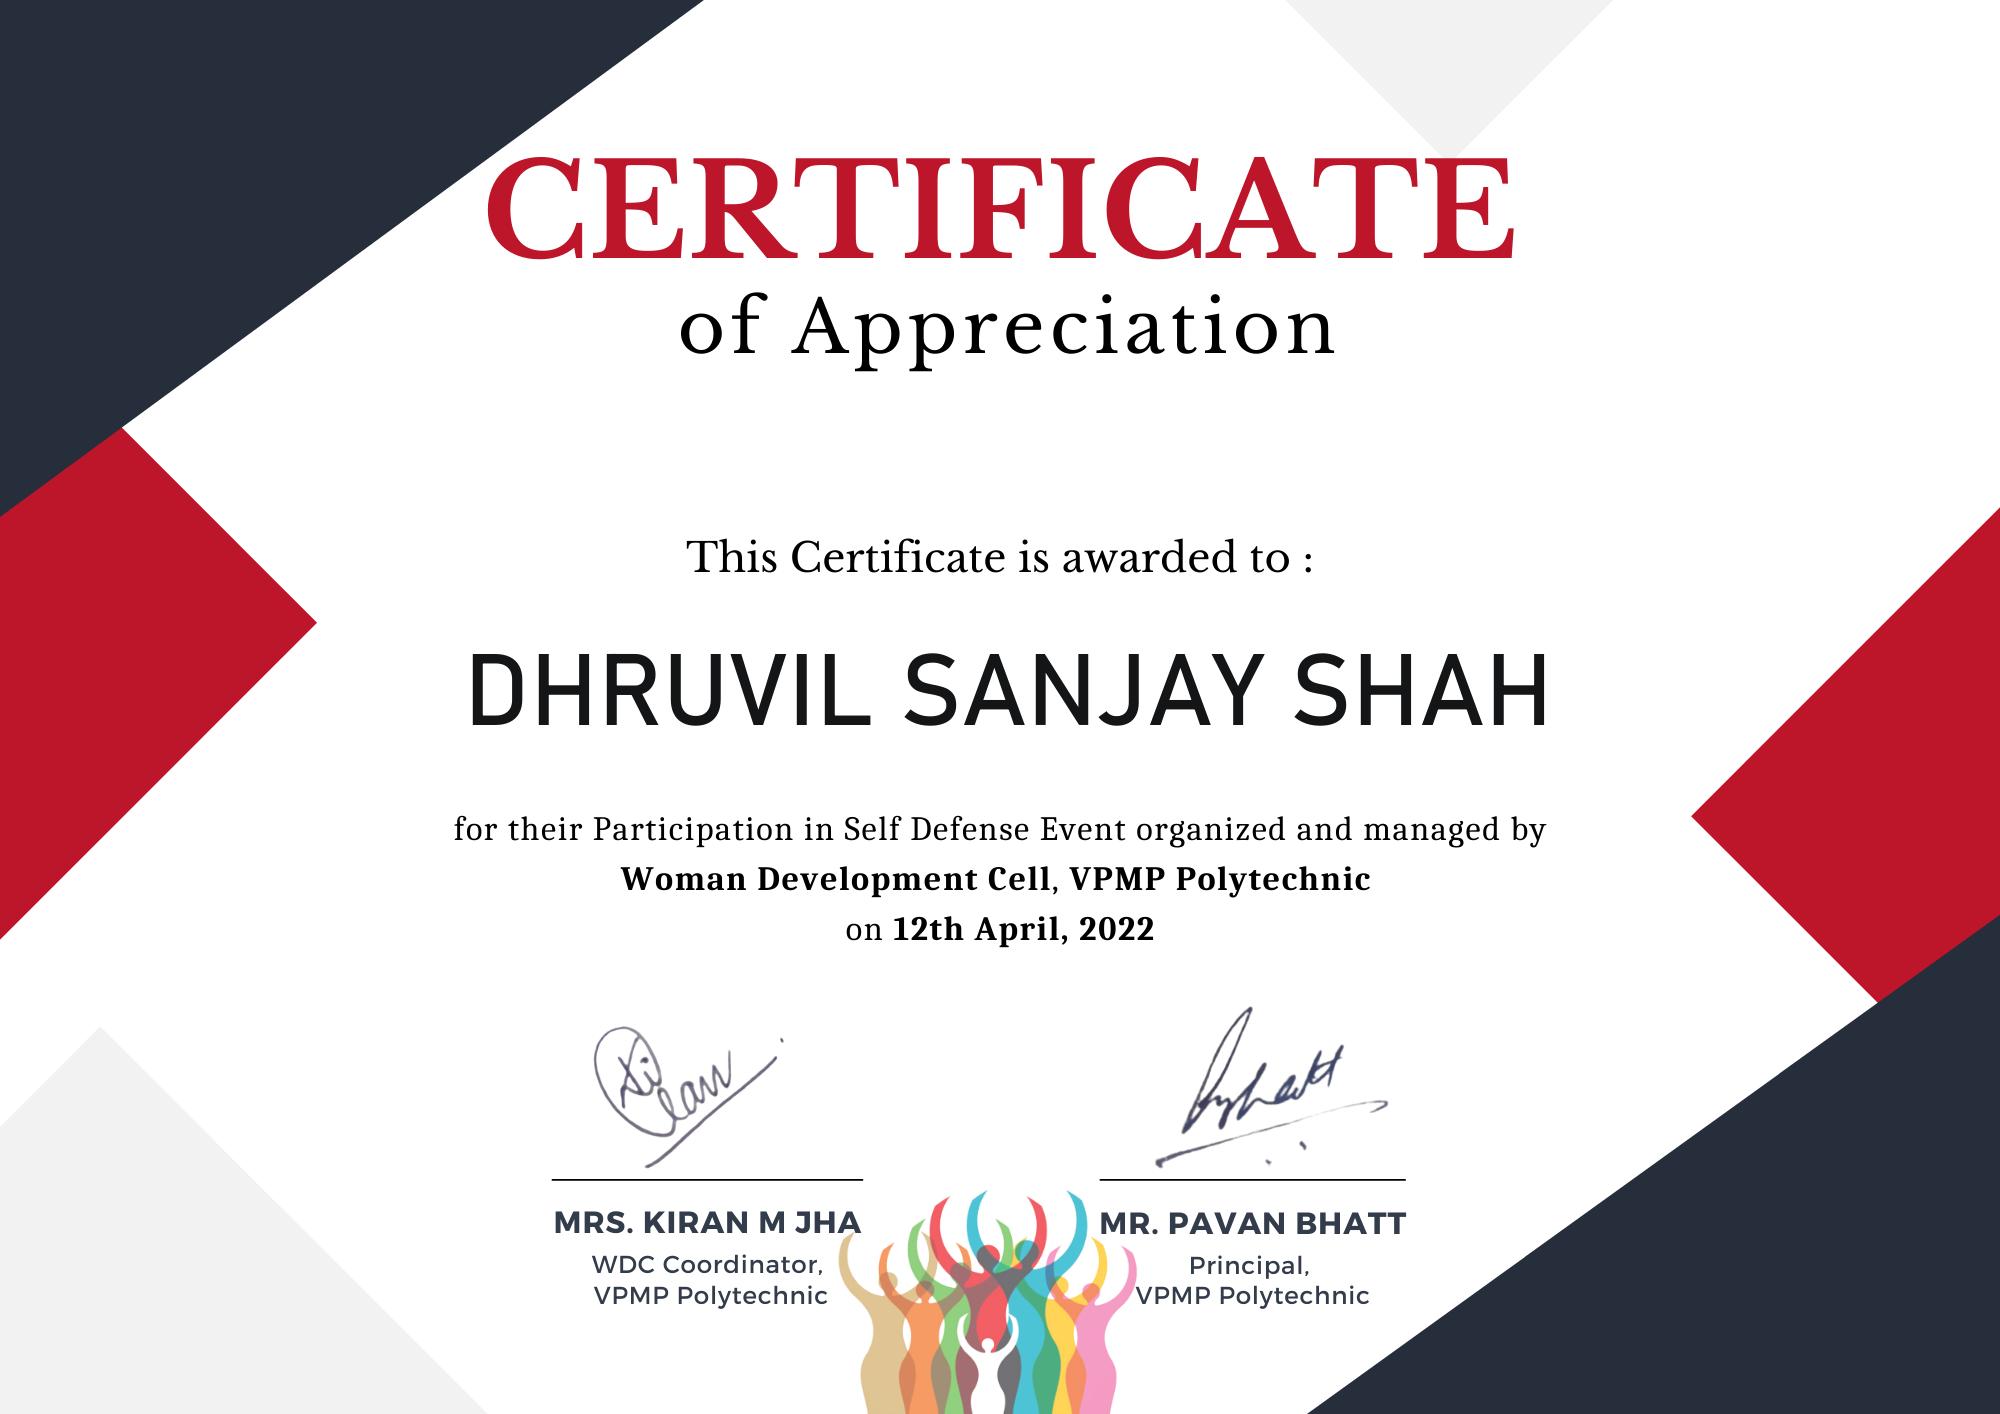 CERTIFICATE
of Appreciation
This Certificate is awarded to :
DHRUVIL SANJAY SHAH
for their Participation in Self Defense Event organized and managed by
Woman Development Cell, VPMP Polytechnic
on 12th April, 2022
MRS. KIRAN M JHA
WDC Coordinator,
VPMP Polytechnic
MR. PAVAN BHATT
Principal,
VPMP Polytechnic